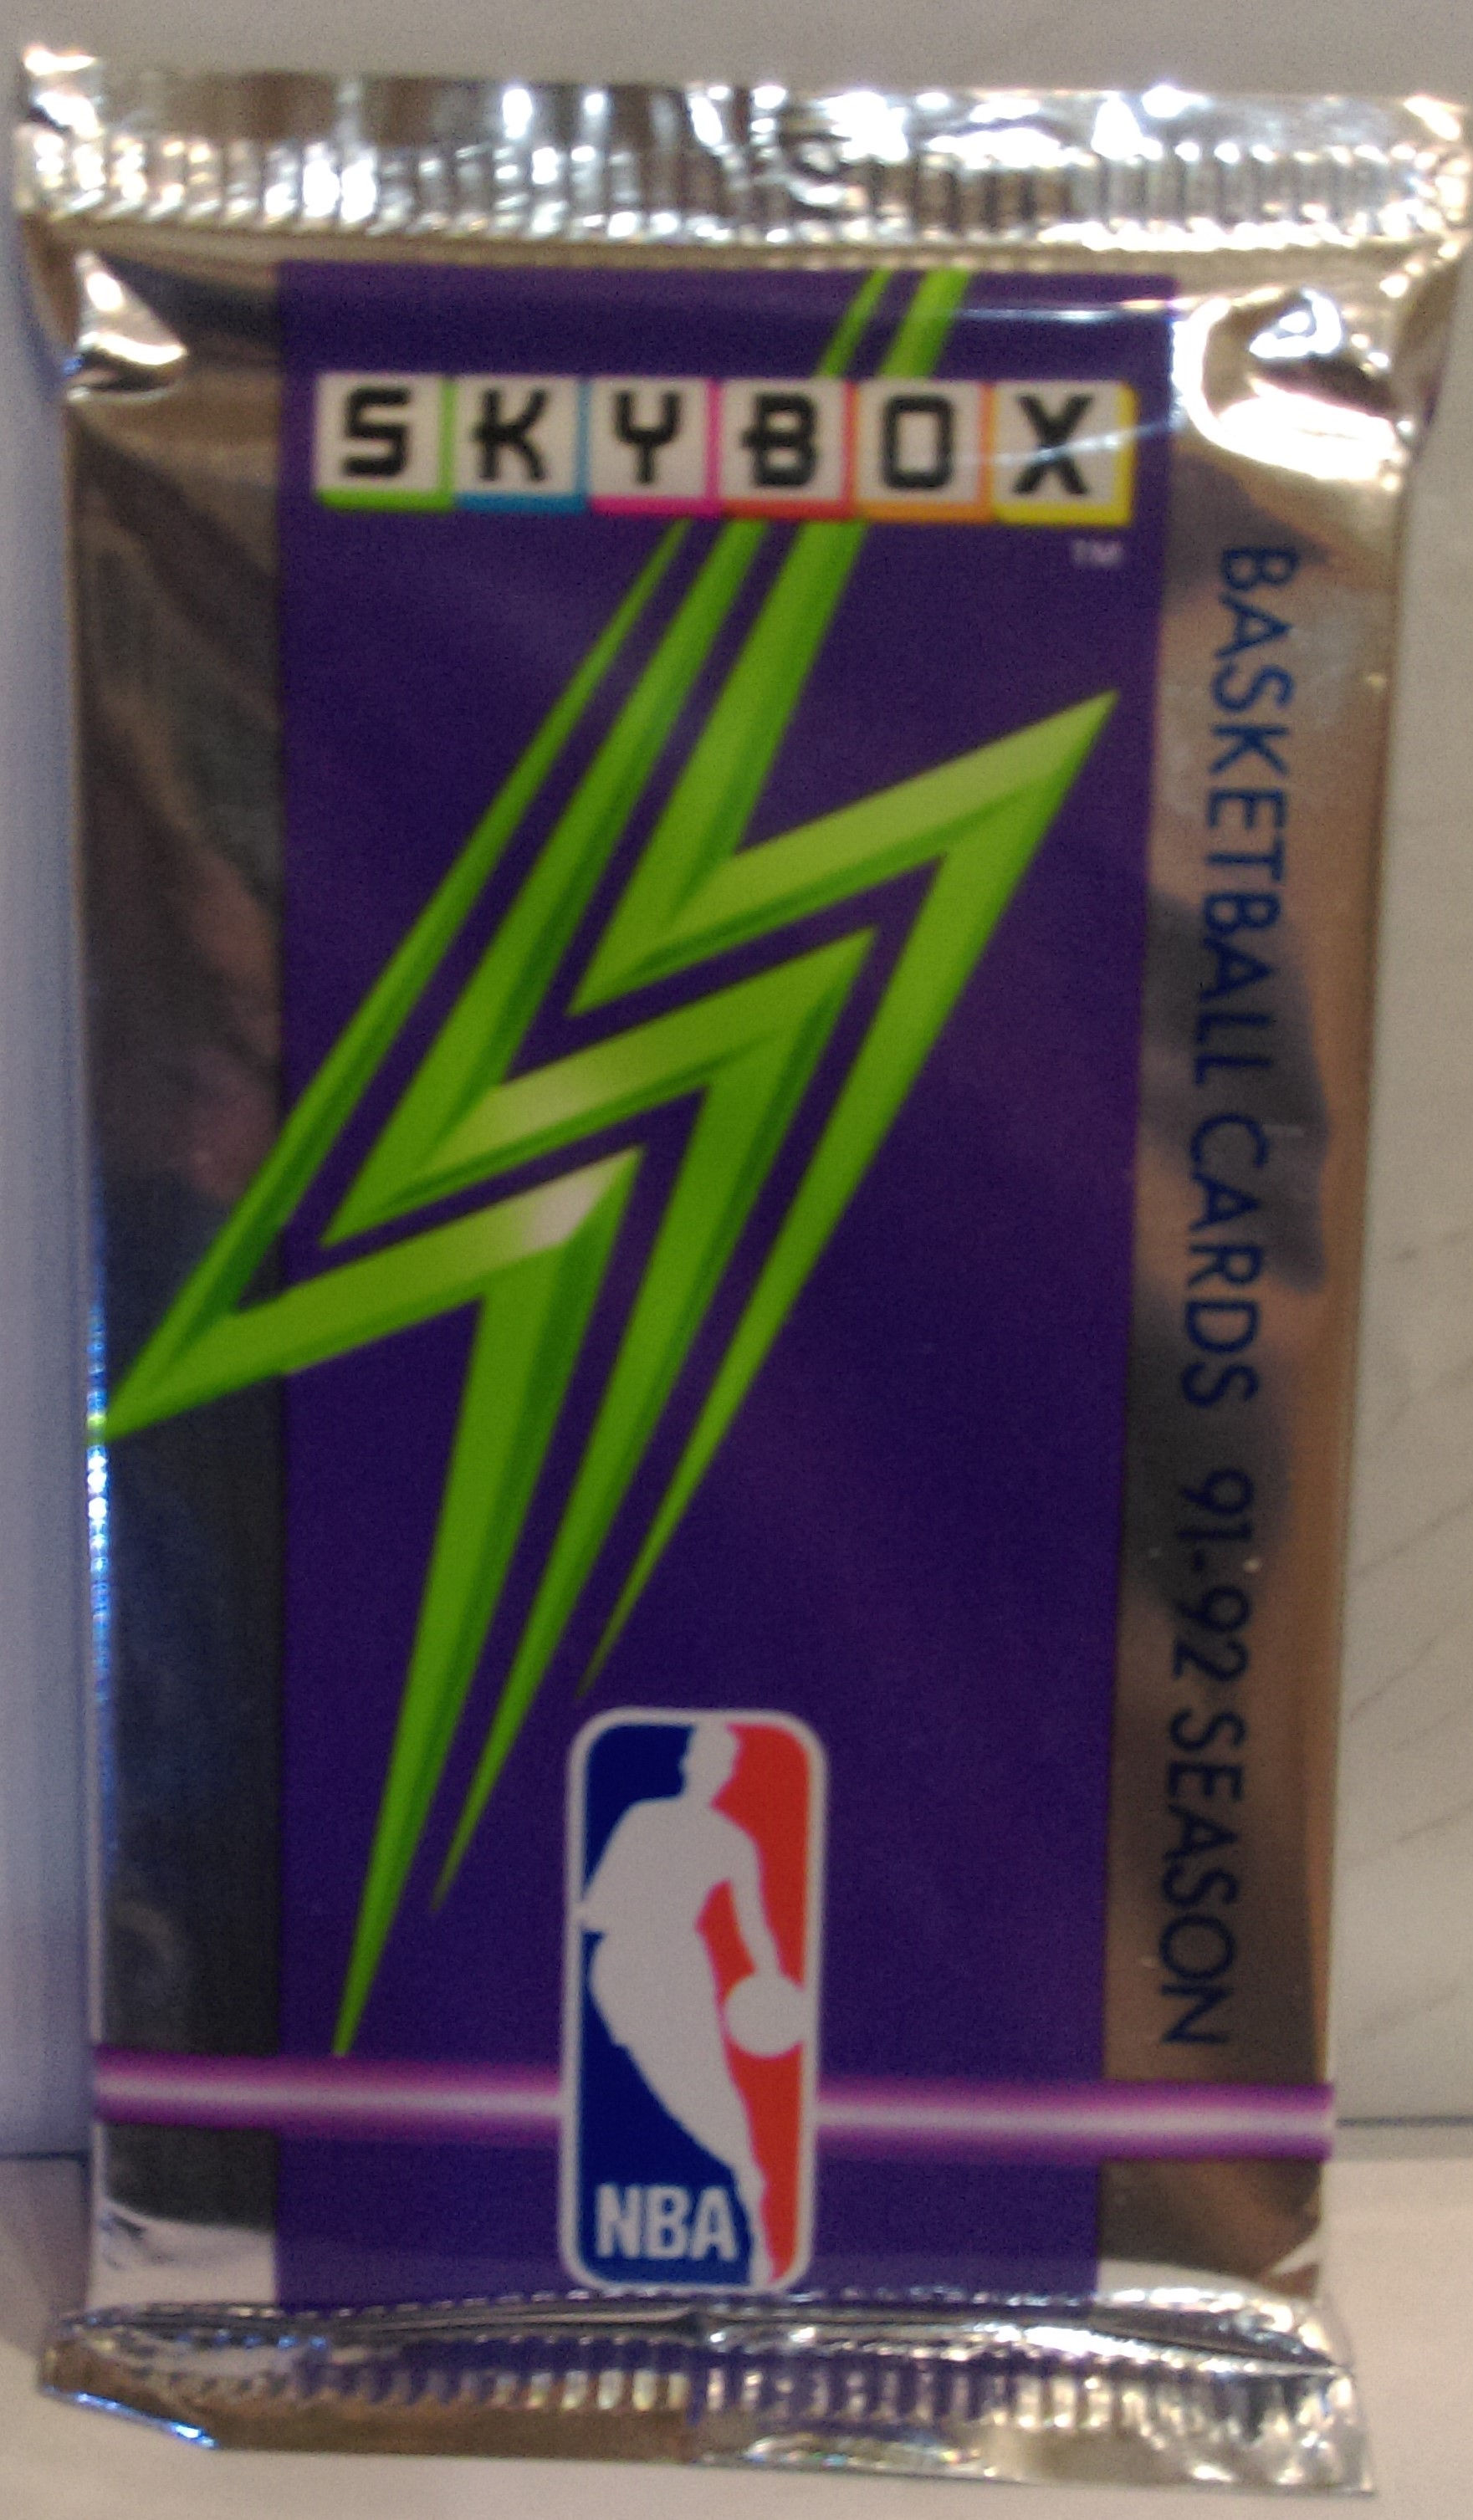 SKYBOX
TM
BASKETBALL CARDS 91-92 SEASON
NBA